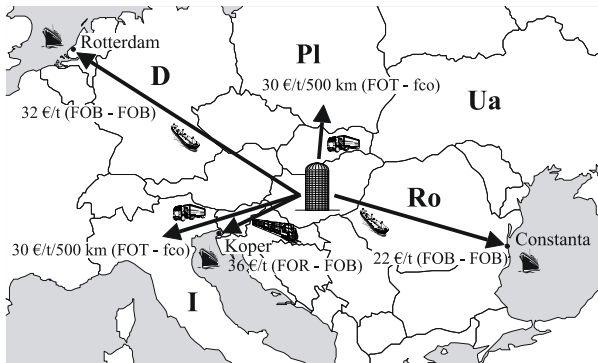 Rotterdam
Pl
D
30 €/t/500 km (FOT - fco)
Ua
32 €/t (FOB - FOB)
Ro
Constanta
Koper
30 €/t/500 km (FOT - fco)
36 €/t (FOR - FOB)
22 €/t (FOB - FOB)
I